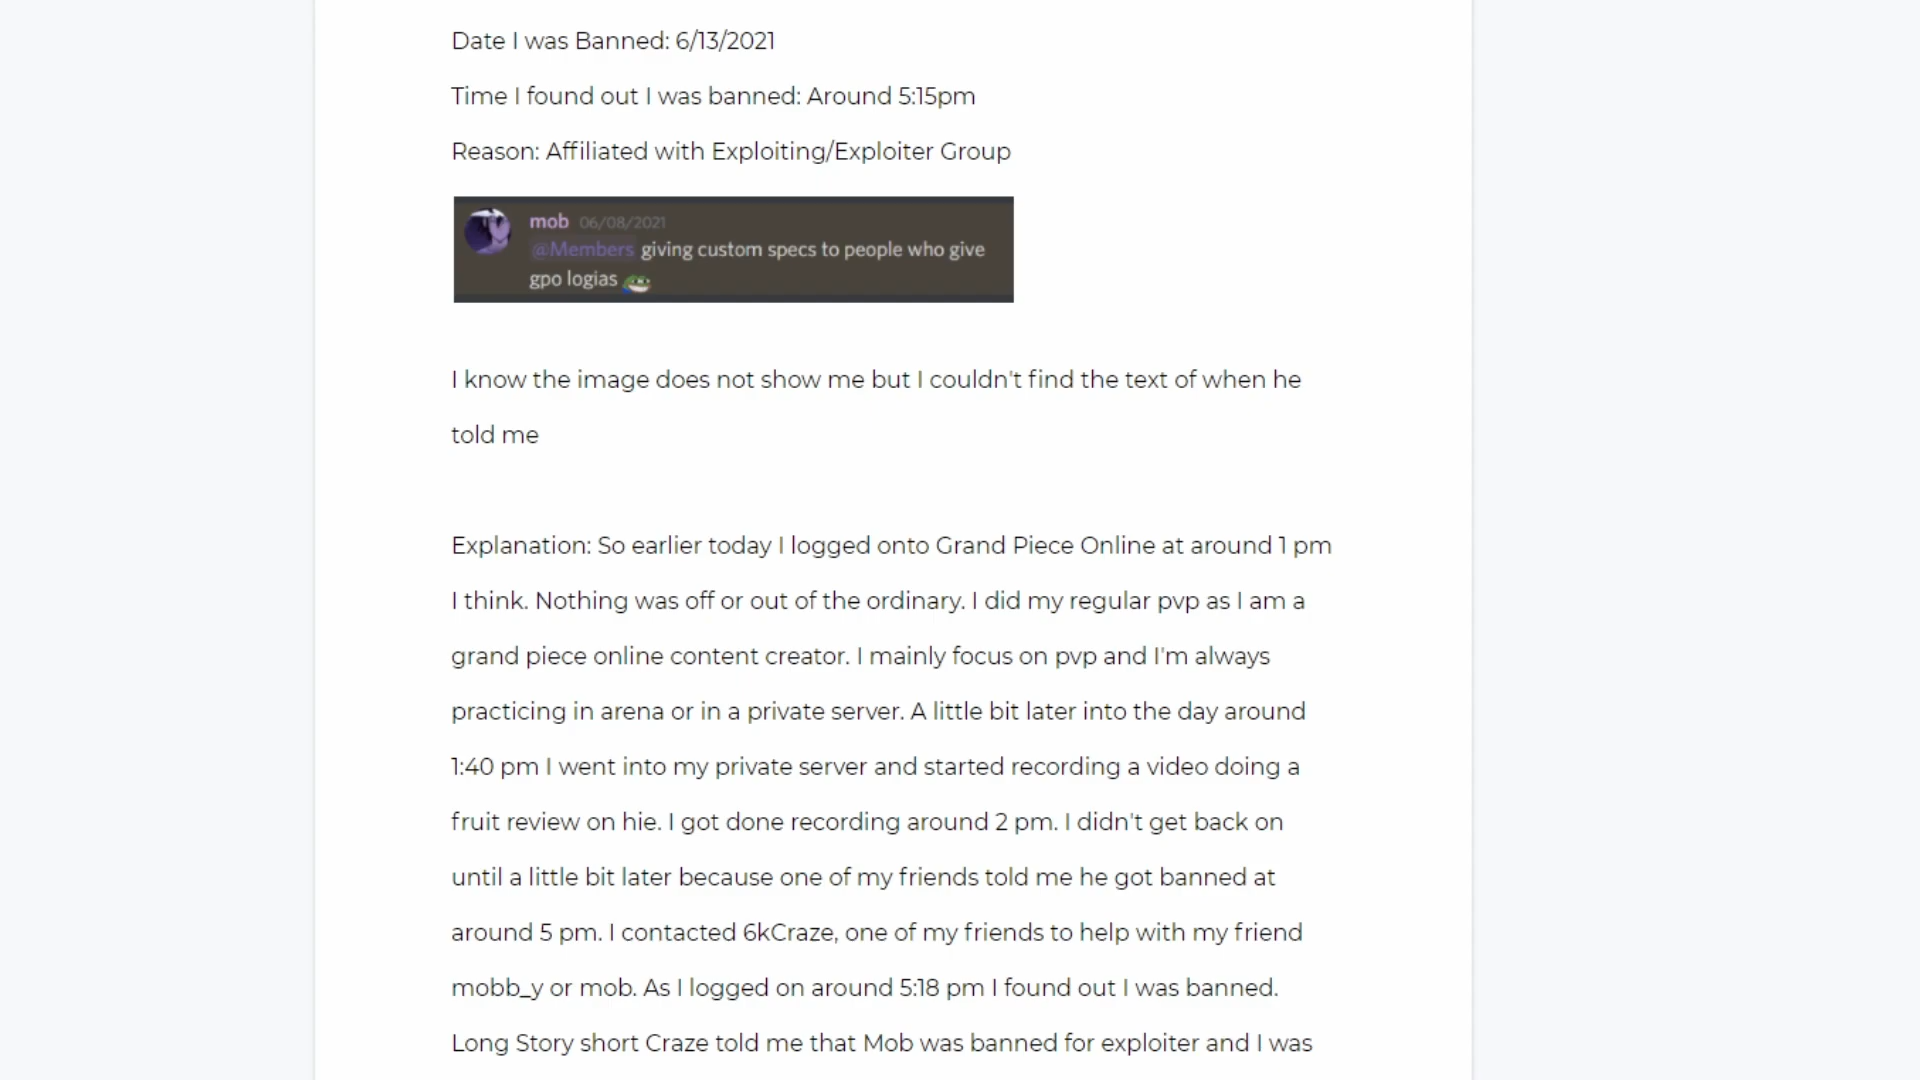 Date I was Banned: 6/13/2021
Time I found out I was banned: Around 5:15pm
Reason: Affiliated with Exploiting/Exploiter Group
mob 06/08/2021
@Members giving custom specs to people who give
gpo logias
I know the image does not show me but I couldn't find the text of when he
told me
Explanation: So earlier today I logged onto Grand Piece Online at around 1 pm
I think. Nothing was off or out of the ordinary. I did my regular pvp as I am a
grand piece online content creator. I mainly focus on pvp and I'm always
practicing in arena or in a private server. A little bit later into the day around
1:40 pm I went into my private server and started recording a video doing a
fruit review on hie. I got done recording around 2 pm. I didn't get back on
until a little bit later because one of my friends told me he got banned at
around 5 pm. I contacted 6kCraze, one of my friends to help with my friend
mobb_y or mob. As I logged on around 5:18 pm I found out I was banned.
Long Story short Craze told me that Mob was banned for exploiter and I was